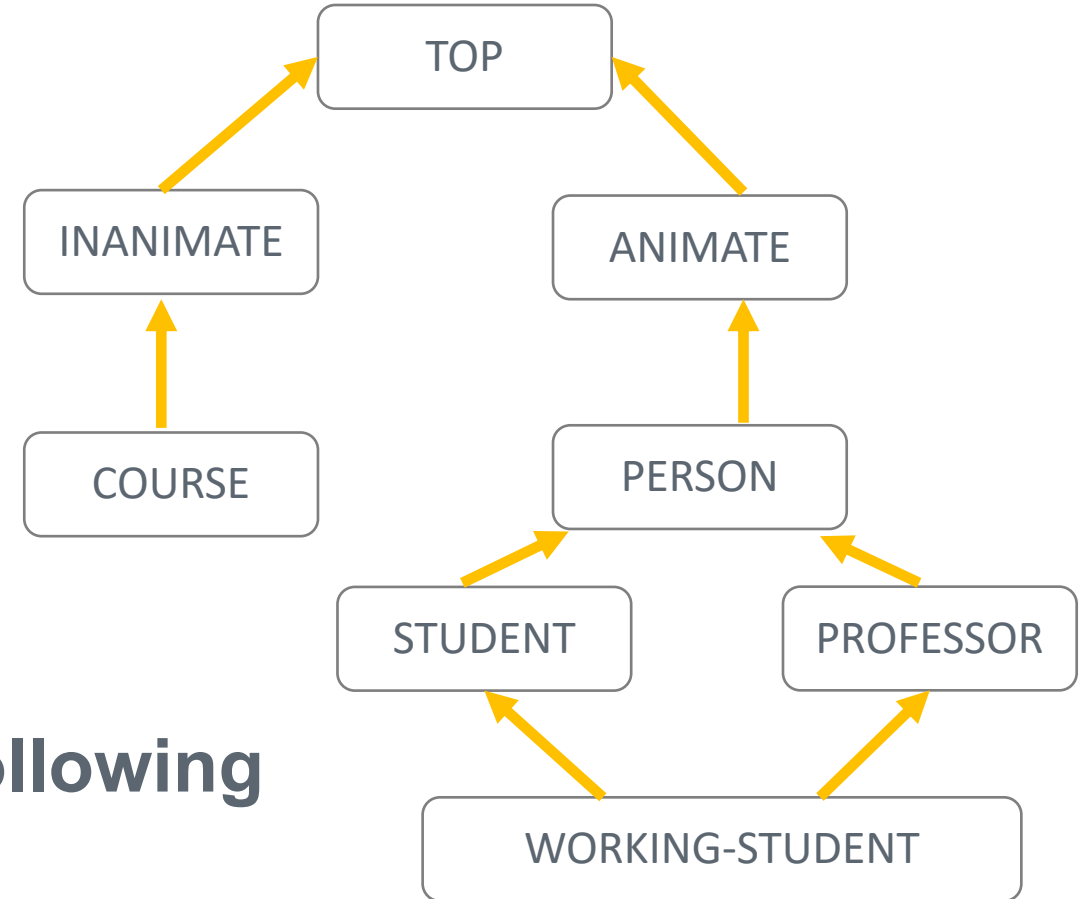 TOP
INANIMATE
ANIMATE
COURSE
PERSON
STUDENT
PROFESSOR
WORKING-STUDENT